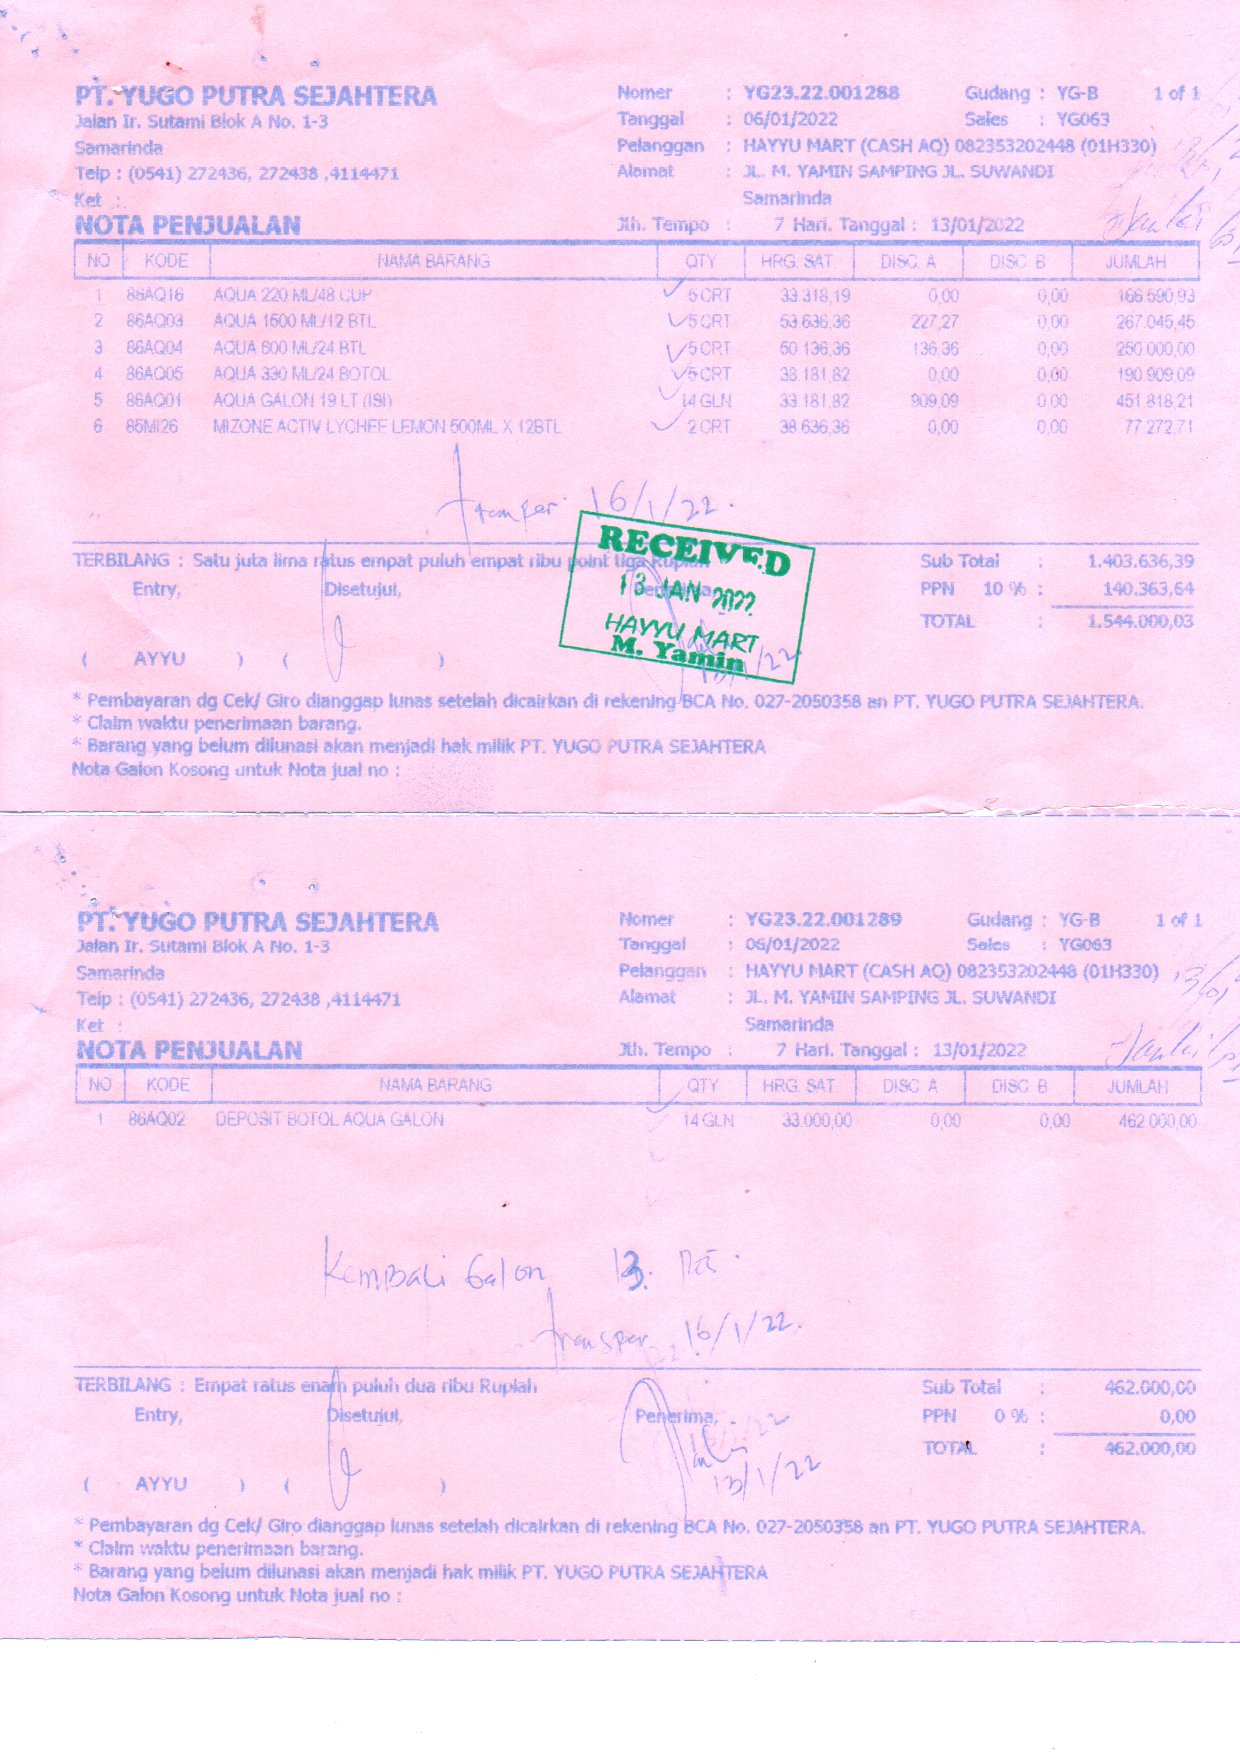 PT. YUGO PUTRA SEJAHTERA
Jalan Ir. Sutami Blok A No. 1-3
Samarinda
Telp : (0541) 272436, 272438 ,4114471
Ket :
NOTA PENJUALAN
Nomer : YG23.22.001288 Gudang : YG-B 1 of 1
Tanggal : 06/01/2022 Sales : YG063
Pelanggan : HAYYU MART (CASH AQ) 082353202448 (01H330)
Alamat : JL. M. YAMIN SAMPING JL. SUWANDI
Samarinda
Jth. Tempo : 7 Hari. Tanggal : 13/01/2022
NO KODE NAMA BARANG QTY HRG. SAT. DISC. A DISC. B JUMLAH
1 86AQ16 AQUA 220 ML/48 CUP 5 CRT 33.318,19 0,00 0,00 166.590,93
2 86AQ03 AQUA 1500 ML/12 BTL 5 CRT 53.636,36 227,27 0,00 267.045,45
3 86AQ04 AQUA 600 ML/24 BTL 5 CRT 50.136,36 136,36 0,00 250.000,00
4 86AQ05 AQUA 330 ML/24 BOTOL 5 CRT 38.181,82 0,00 0,00 190.909,09
5 86AQ01 AQUA GALON 19 LT (ISI) 14 GLN 33.181,82 909,09 0,00 451.818,21
6 85MI26 MIZONE ACTIV LYCHEE LEMON 500ML X 12BTL 2 CRT 38.636,36 0,00 0,00 77.272,71
transper 16/1/22.
RECEIVED
13 JAN 2022
HAYYU MART
M. Yamin
TERBILANG : Satu juta lima ratus empat puluh empat ribu point tiga Rupiah
Entry, Disetujui, Penerima,
( AYYU ) ( )
Sub Total : 1.403.636,39
PPN 10 % : 140.363,64
TOTAL : 1.544.000,03
* Pembayaran dg Cek/ Giro dianggap lunas setelah dicairkan di rekening BCA No. 027-2050358 an PT. YUGO PUTRA SEJAHTERA.
* Claim waktu penerimaan barang.
* Barang yang belum dilunasi akan menjadi hak milik PT. YUGO PUTRA SEJAHTERA
Nota Galon Kosong untuk Nota jual no :
PT. YUGO PUTRA SEJAHTERA
Jalan Ir. Sutami Blok A No. 1-3
Samarinda
Telp : (0541) 272436, 272438 ,4114471
Ket :
NOTA PENJUALAN
Nomer : YG23.22.001289 Gudang : YG-B 1 of 1
Tanggal : 06/01/2022 Sales : YG063
Pelanggan : HAYYU MART (CASH AQ) 082353202448 (01H330)
Alamat : JL. M. YAMIN SAMPING JL. SUWANDI
Samarinda
Jth. Tempo : 7 Hari. Tanggal : 13/01/2022
NO KODE NAMA BARANG QTY HRG. SAT. DISC. A DISC. B JUMLAH
1 86AQ02 DEPOSIT BOTOL AQUA GALON 14 GLN 33.000,00 0,00 0,00 462.000,00
Kembali Galon 13.
transper 16/1/22.
TERBILANG : Empat ratus enam puluh dua ribu Rupiah
Entry, Disetujui, Penerima,
13/1/22
( AYYU ) ( )
Sub Total : 462.000,00
PPN 0 % : 0,00
TOTAL : 462.000,00
* Pembayaran dg Cek/ Giro dianggap lunas setelah dicairkan di rekening BCA No. 027-2050358 an PT. YUGO PUTRA SEJAHTERA.
* Claim waktu penerimaan barang.
* Barang yang belum dilunasi akan menjadi hak milik PT. YUGO PUTRA SEJAHTERA
Nota Galon Kosong untuk Nota jual no :